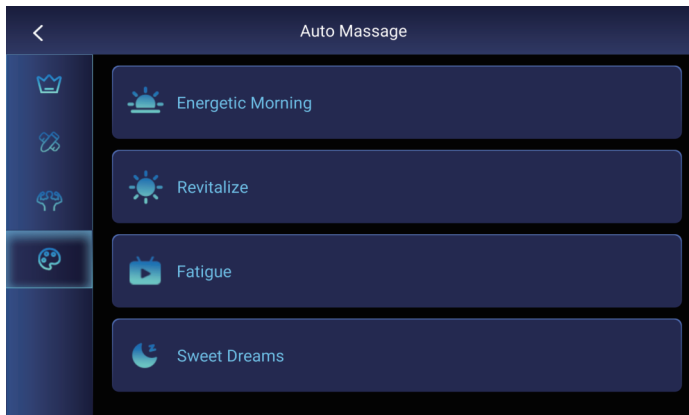 Auto Massage
Energetic Morning
Revitalize
Fatigue
Sweet Dreams